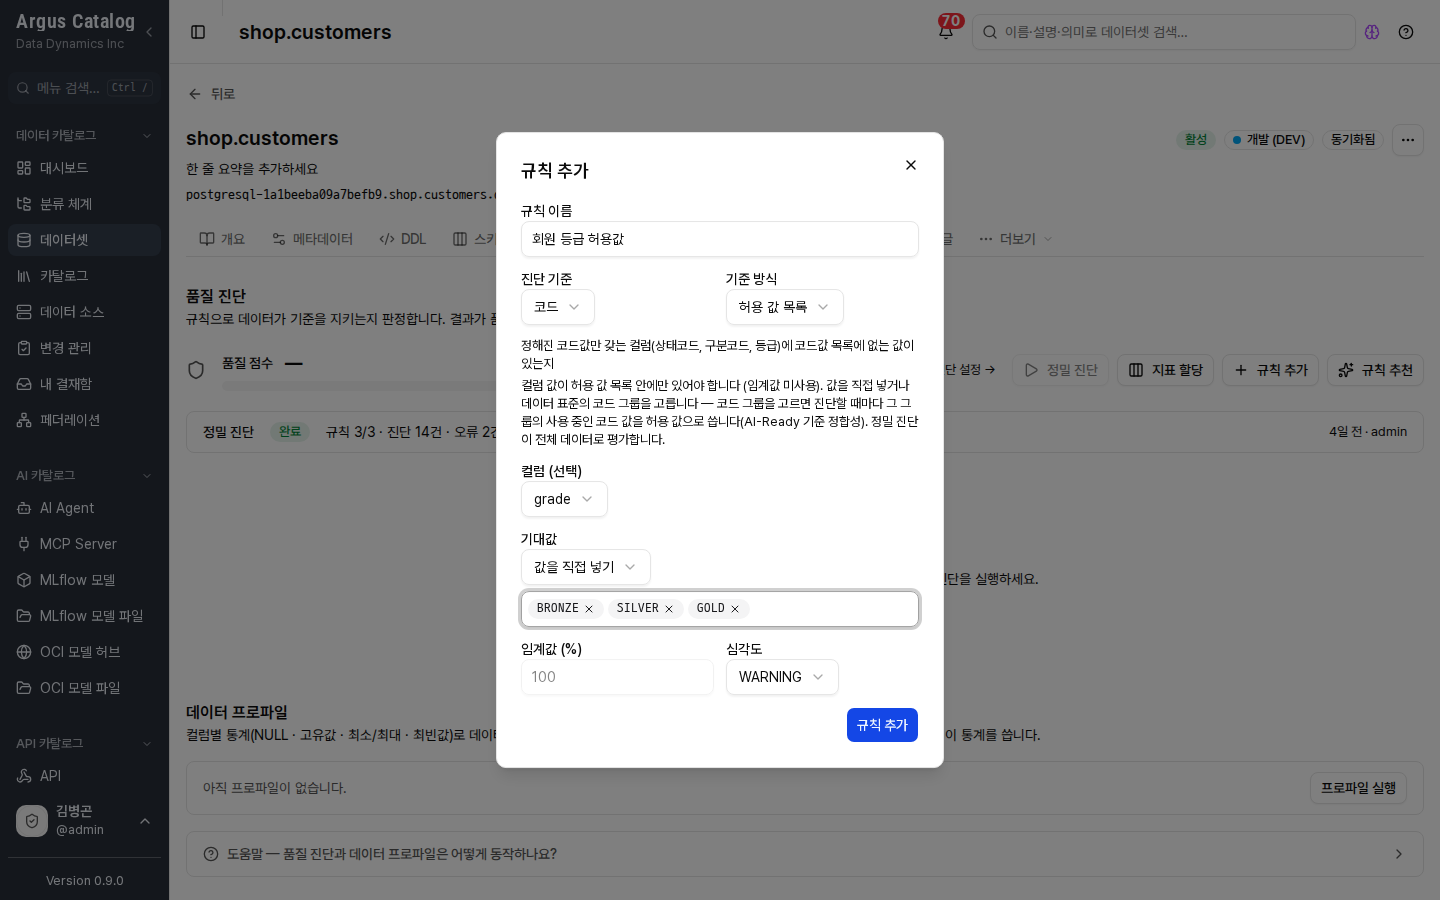 Argus Catalog
Data Dynamics Inc
메뉴 검색... Ctrl /
데이터 카탈로그
대시보드
분류 체계
데이터셋
카탈로그
데이터 소스
변경 관리
내 결재함
페더레이션
AI 카탈로그
AI Agent
MCP Server
MLflow 모델
MLflow 모델 파일
OCI 모델 허브
OCI 모델 파일
API 카탈로그
API
김병곤
@admin
Version 0.9.0
shop.customers
70
이름·설명·의미로 데이터셋 검색...
뒤로
shop.customers
활성 개발 (DEV) 동기화됨
한 줄 요약을 추가하세요
postgresql-1a1beeba09a7befb9.shop.customers.
개요 메타데이터 DDL 더보기
품질 진단
규칙으로 데이터가 기준을 지키는지 판정합니다. 결과가
품질 점수 —
단 설정 → 정밀 진단 지표 할당 규칙 추가 규칙 추천
정밀 진단 완료 규칙 3/3 · 진단 14건 · 오류 2건
4일 전 · admin
진단을 실행하세요.
데이터 프로파일
컬럼별 통계(NULL · 고유값 · 최소/최대 · 최빈값)로 이 통계를 씁니다.
아직 프로파일이 없습니다. 프로파일 실행
도움말 — 품질 진단과 데이터 프로파일은 어떻게 동작하나요?
규칙 추가
규칙 이름
회원 등급 허용값
진단 기준 기준 방식
코드 허용 값 목록
정해진 코드값만 갖는 컬럼(상태코드, 구분코드, 등급)에 코드값 목록에 없는 값이
있는지
컬럼 값이 허용 값 목록 안에만 있어야 합니다 (임계값 미사용). 값을 직접 넣거나
데이터 표준의 코드 그룹을 고릅니다 — 코드 그룹을 고르면 진단할 때마다 그 그
룹의 사용 중인 코드 값을 허용 값으로 씁니다(AI-Ready 기준 정합성). 정밀 진단
이 전체 데이터로 평가합니다.
컬럼 (선택)
grade
기대값
값을 직접 넣기
BRONZE SILVER GOLD
임계값 (%) 심각도
100 WARNING
규칙 추가